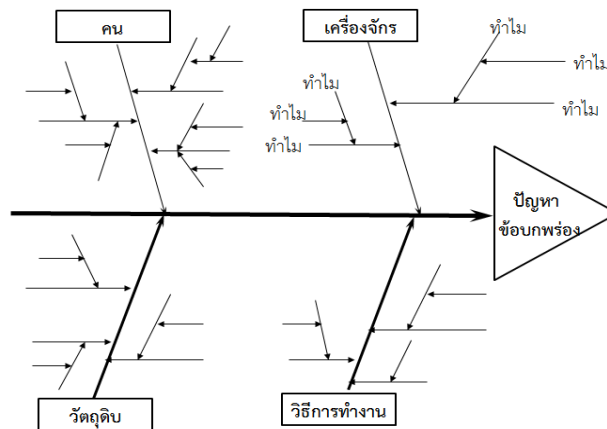 คน
เครื่องจักร
ทำไม
ทำไม
ทำไม
ทำไม
ทำไม
ทำไม
ปัญหา
ข้อบกพร่อง
วัตถุดิบ
วิธีการทำงาน